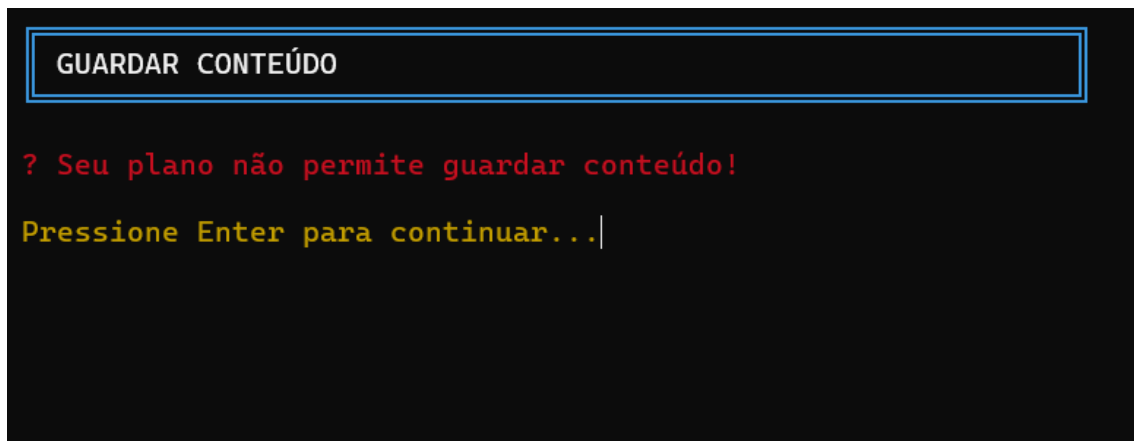 GUARDAR CONTEÚDO
? Seu plano não permite guardar conteúdo!
Pressione Enter para continuar...